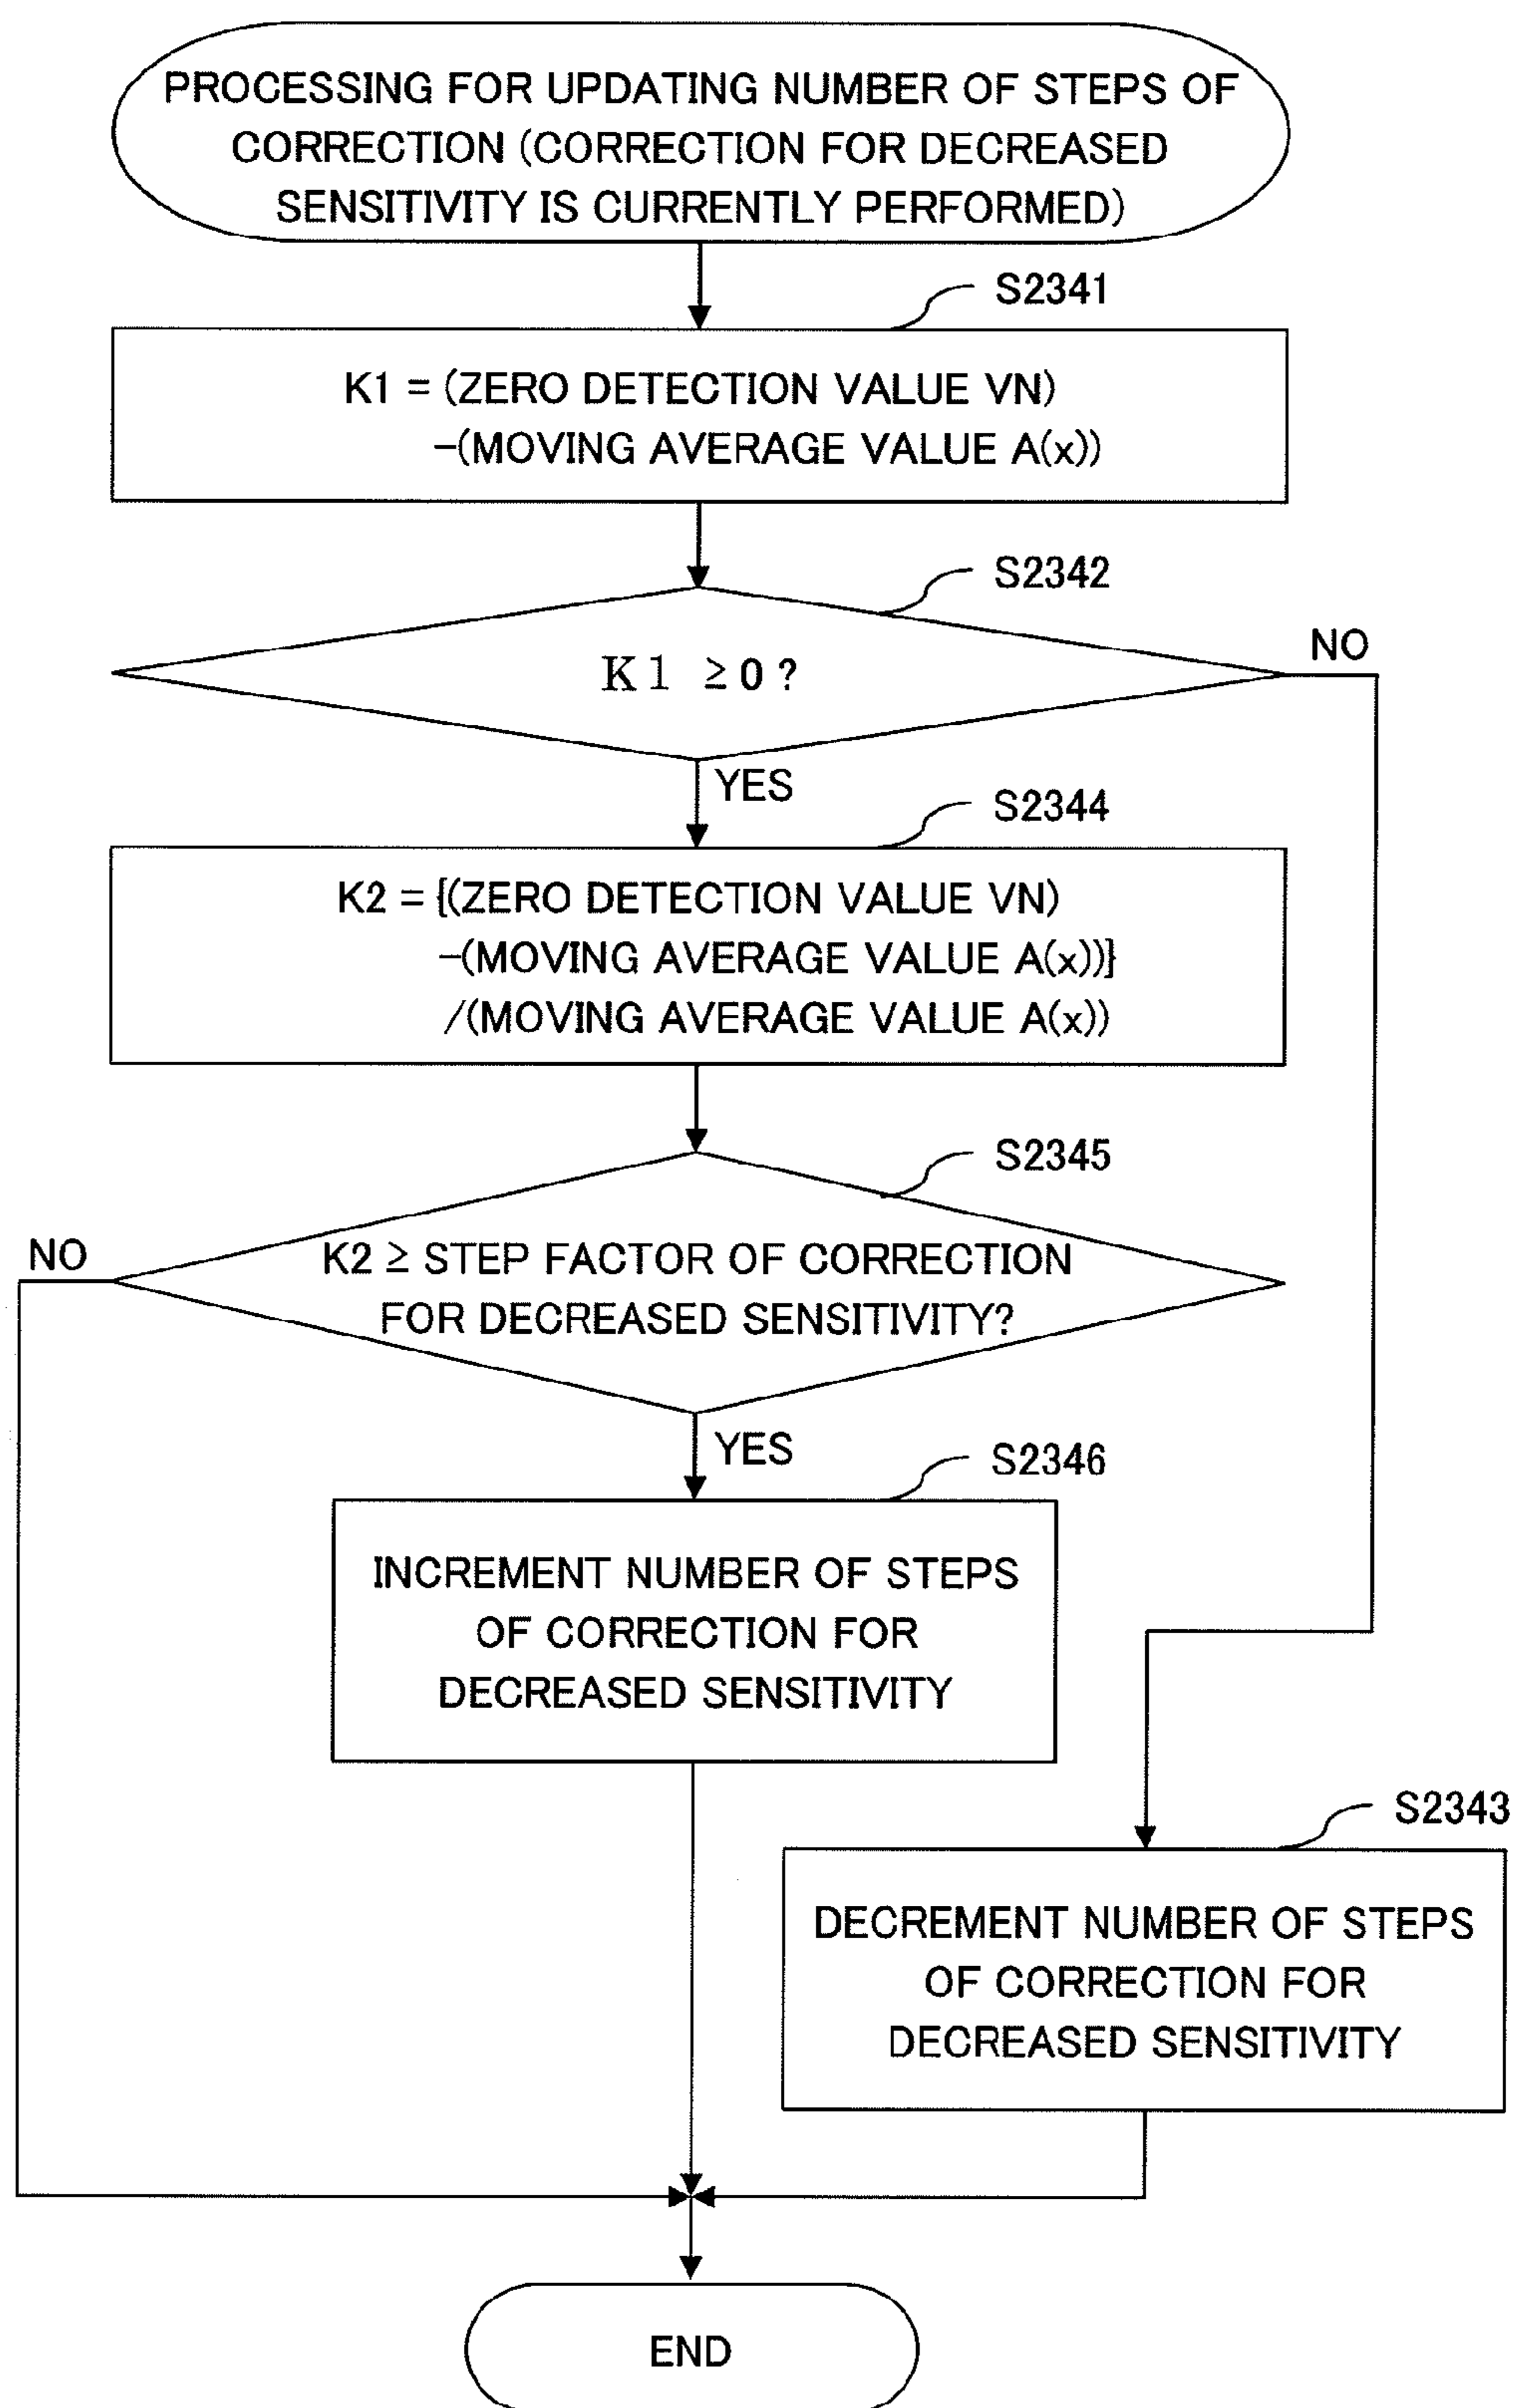 PROCESSING FOR UPDATING NUMBER OF STEPS OF
CORRECTION (CORRECTION FOR DECREASED
SENSITIVITY IS CURRENTLY PERFORMED)
S2341
K1 = (ZERO DETECTION VALUE VN)
-(MOVING AVERAGE VALUE A(x))
S2342
K1 ≥ 0 ?
NO
YES
S2344
K2 = {(ZERO DETECTION VALUE VN)
-(MOVING AVERAGE VALUE A(x))}
/(MOVING AVERAGE VALUE A(x))
S2345
NO
K2 ≥ STEP FACTOR OF CORRECTION
FOR DECREASED SENSITIVITY?
YES
S2346
INCREMENT NUMBER OF STEPS
OF CORRECTION FOR
DECREASED SENSITIVITY
S2343
DECREMENT NUMBER OF STEPS
OF CORRECTION FOR
DECREASED SENSITIVITY
END